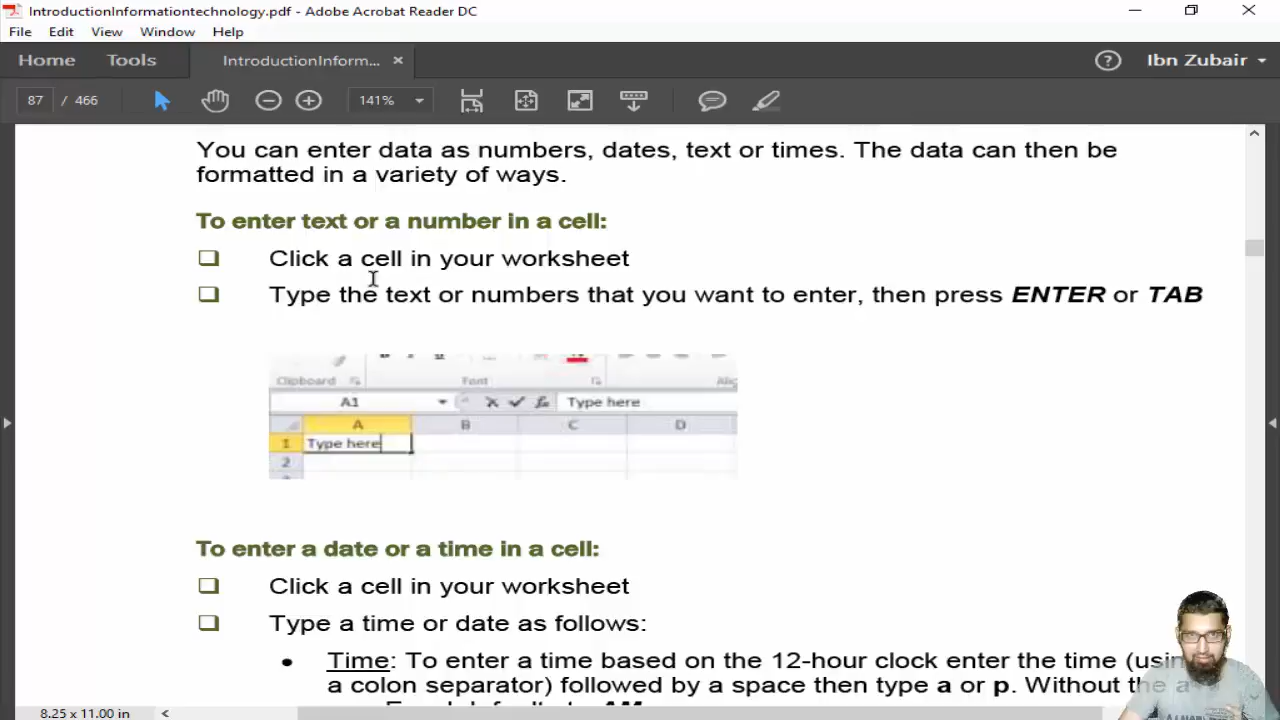 IntroductionInformationtechnology.pdf - Adobe Acrobat Reader DC
File Edit View Window Help
Home Tools IntroductionInform... × ? Ibn Zubair
87 / 466 141%
You can enter data as numbers, dates, text or times. The data can then be
formatted in a variety of ways.
To enter text or a number in a cell:
Click a cell in your worksheet
Type the text or numbers that you want to enter, then press ENTER or TAB
Clipboard Font
A1 Type here
A B C D
1 Type here
2
To enter a date or a time in a cell:
Click a cell in your worksheet
Type a time or date as follows:
• Time: To enter a time based on the 12-hour clock enter the time
a colon separator) followed by a space then type a or p. Without the
8.25 x 11.00 in